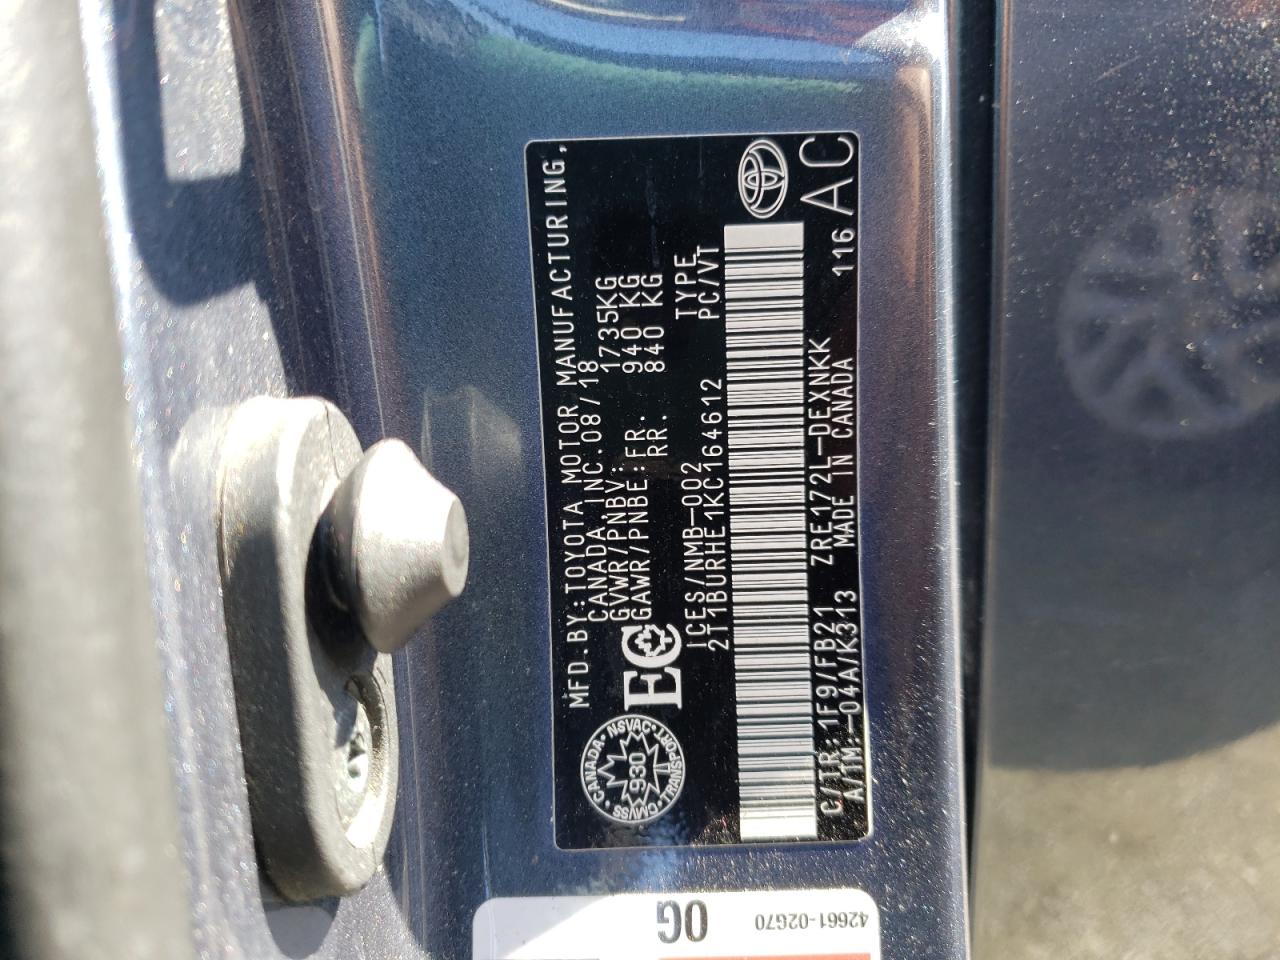 MFD.BY:TOYOTA MOTOR MANUFACTURING,
CANADA,INC.08/18
GVWR/PNBV: 1735KG
GAWR/PNBE:FR. 940 KG
RR. 840 KG
CANADA NSVAC TRANSPORT CMVSS
930
EC
ICES/NMB-002 TYPE
2T1BURHE1KC164612 PC/VT
C/TR:1F9/FB21 ZRE172L-DEXNKK
A/TM:-04A/K313 MADE IN CANADA 116 AC
0G
42661-02G70